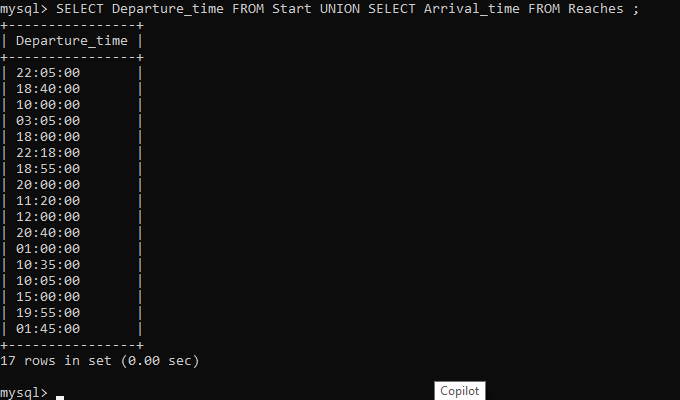 mysql> SELECT Departure_time FROM Start UNION SELECT Arrival_time FROM Reaches ;
+----------------+
| Departure_time |
+----------------+
| 22:05:00       |
| 18:40:00       |
| 10:00:00       |
| 03:05:00       |
| 18:00:00       |
| 22:18:00       |
| 18:55:00       |
| 20:00:00       |
| 11:20:00       |
| 12:00:00       |
| 20:40:00       |
| 01:00:00       |
| 10:35:00       |
| 10:05:00       |
| 15:00:00       |
| 19:55:00       |
| 01:45:00       |
+----------------+
17 rows in set (0.00 sec)
mysql> _
Copilot